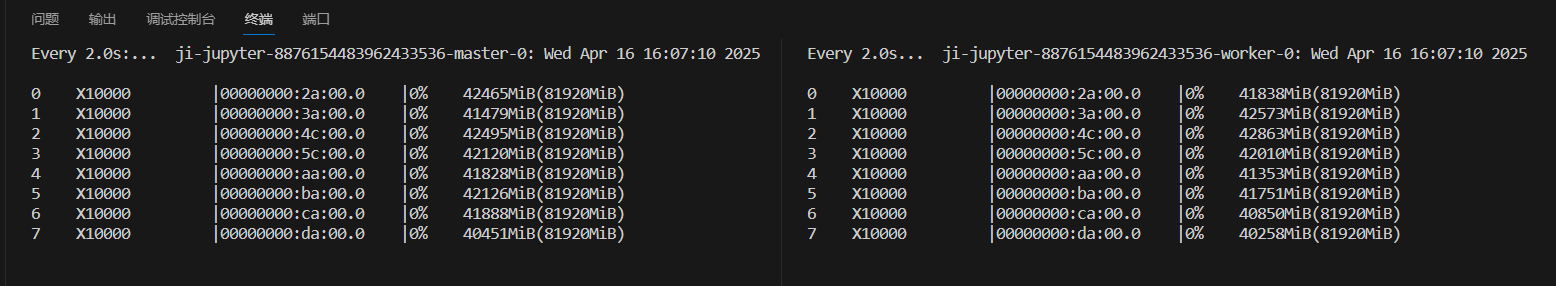 问题 输出 调试控制台 终端 端口
Every 2.0s:... ji-jupyter-8876154483962433536-master-0: Wed Apr 16 16:07:10 2025
0 X10000 |00000000:2a:00.0 |0% 42465MiB(81920MiB)
1 X10000 |00000000:3a:00.0 |0% 41479MiB(81920MiB)
2 X10000 |00000000:4c:00.0 |0% 42495MiB(81920MiB)
3 X10000 |00000000:5c:00.0 |0% 42120MiB(81920MiB)
4 X10000 |00000000:aa:00.0 |0% 41828MiB(81920MiB)
5 X10000 |00000000:ba:00.0 |0% 42126MiB(81920MiB)
6 X10000 |00000000:ca:00.0 |0% 41888MiB(81920MiB)
7 X10000 |00000000:da:00.0 |0% 40451MiB(81920MiB)
Every 2.0s... ji-jupyter-8876154483962433536-worker-0: Wed Apr 16 16:07:10 2025
0 X10000 |00000000:2a:00.0 |0% 41838MiB(81920MiB)
1 X10000 |00000000:3a:00.0 |0% 42573MiB(81920MiB)
2 X10000 |00000000:4c:00.0 |0% 42863MiB(81920MiB)
3 X10000 |00000000:5c:00.0 |0% 42010MiB(81920MiB)
4 X10000 |00000000:aa:00.0 |0% 41353MiB(81920MiB)
5 X10000 |00000000:ba:00.0 |0% 41751MiB(81920MiB)
6 X10000 |00000000:ca:00.0 |0% 40850MiB(81920MiB)
7 X10000 |00000000:da:00.0 |0% 40258MiB(81920MiB)